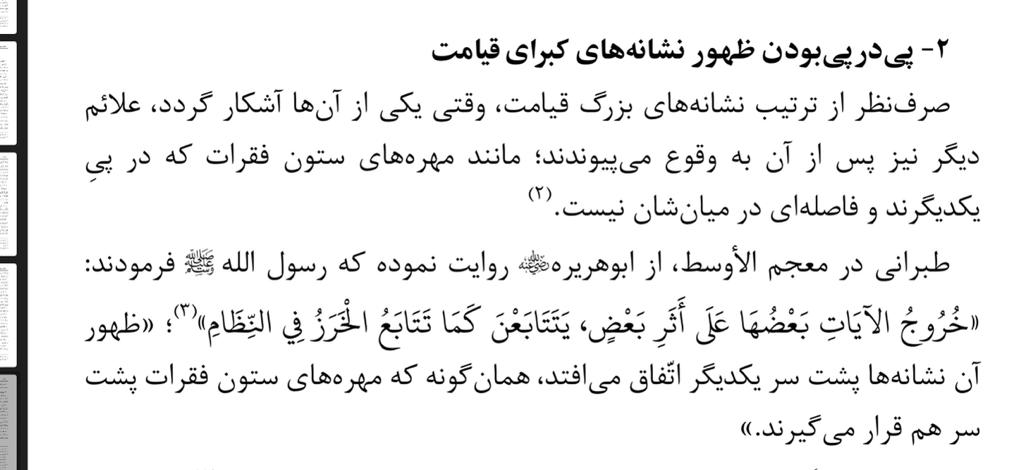 ۲- پی‌در‌پی‌بودن ظهور نشانه‌های کبرای قیامت
صرف‌نظر از ترتیب نشانه‌های بزرگ قیامت، وقتی یکی از آن‌ها آشکار گردد، علائم
دیگر نیز پس از آن به وقوع می‌پیوندند؛ مانند مهره‌های ستون فقرات که در پیِ
یکدیگرند و فاصله‌ای در میان‌شان نیست.(۲)
طبرانی در معجم الأوسط، از ابوهریرهرضی الله عنه روایت نموده که رسول الله ﷺ فرمودند:
«خُرُوجُ الآيَاتِ بَعْضُهَا عَلَى أَثَرِ بَعْضٍ، يَتَتَابَعْنَ كَمَا تَتَابَعُ الْخَرَزُ فِي النِّظَامِ»(۳)؛ «ظهور
آن نشانه‌ها پشت سر یکدیگر اتّفاق می‌افتد، همان‌گونه که مهره‌های ستون فقرات پشت
سر هم قرار می‌گیرند.»